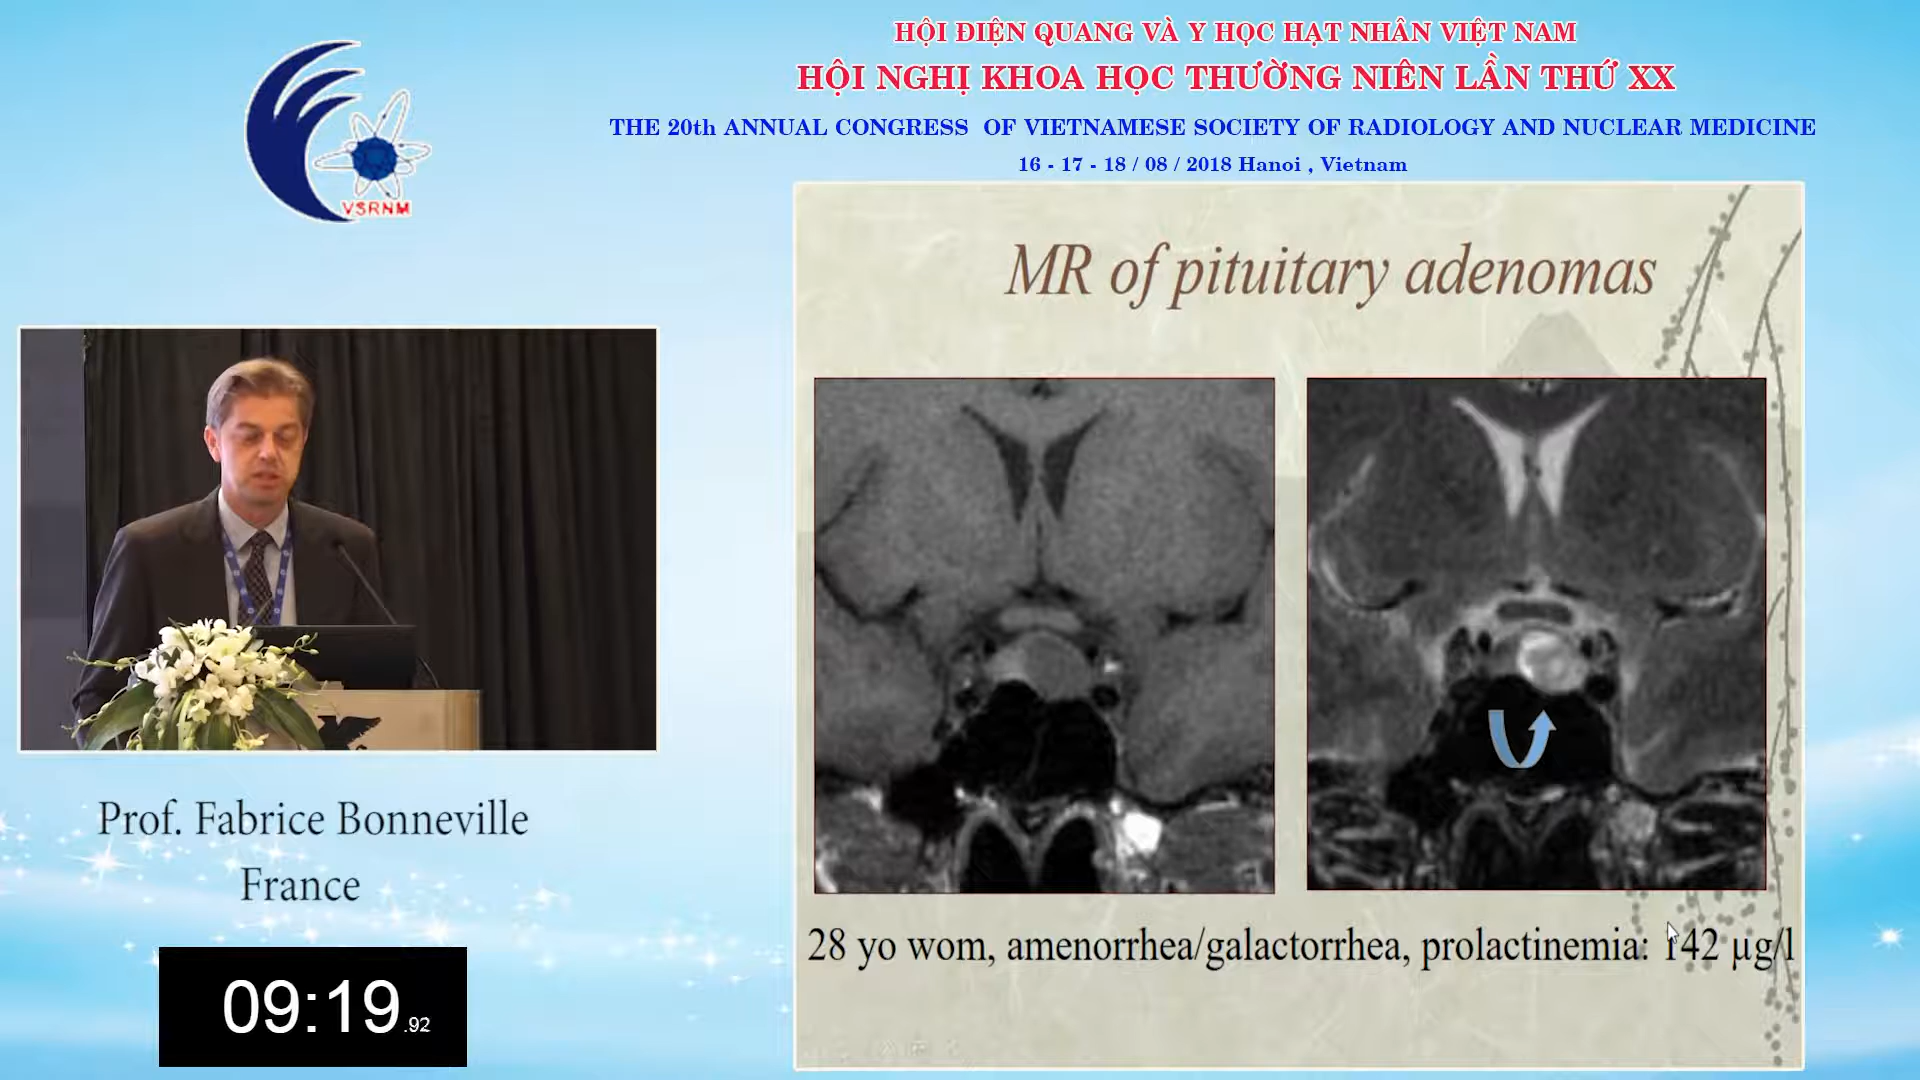 HỘI ĐIỆN QUANG VÀ Y HỌC HẠT NHÂN VIỆT NAM
HỘI NGHỊ KHOA HỌC THƯỜNG NIÊN LẦN THỨ XX
THE 20th ANNUAL CONGRESS OF VIETNAMESE SOCIETY OF RADIOLOGY AND NUCLEAR MEDICINE
16 - 17 - 18 / 08 / 2018 Hanoi , Vietnam
VSRNM
MR of pituitary adenomas
28 yo wom, amenorrhea/galactorrhea, prolactinemia: 142 µg/l
Prof. Fabrice Bonneville
France
09:19.92